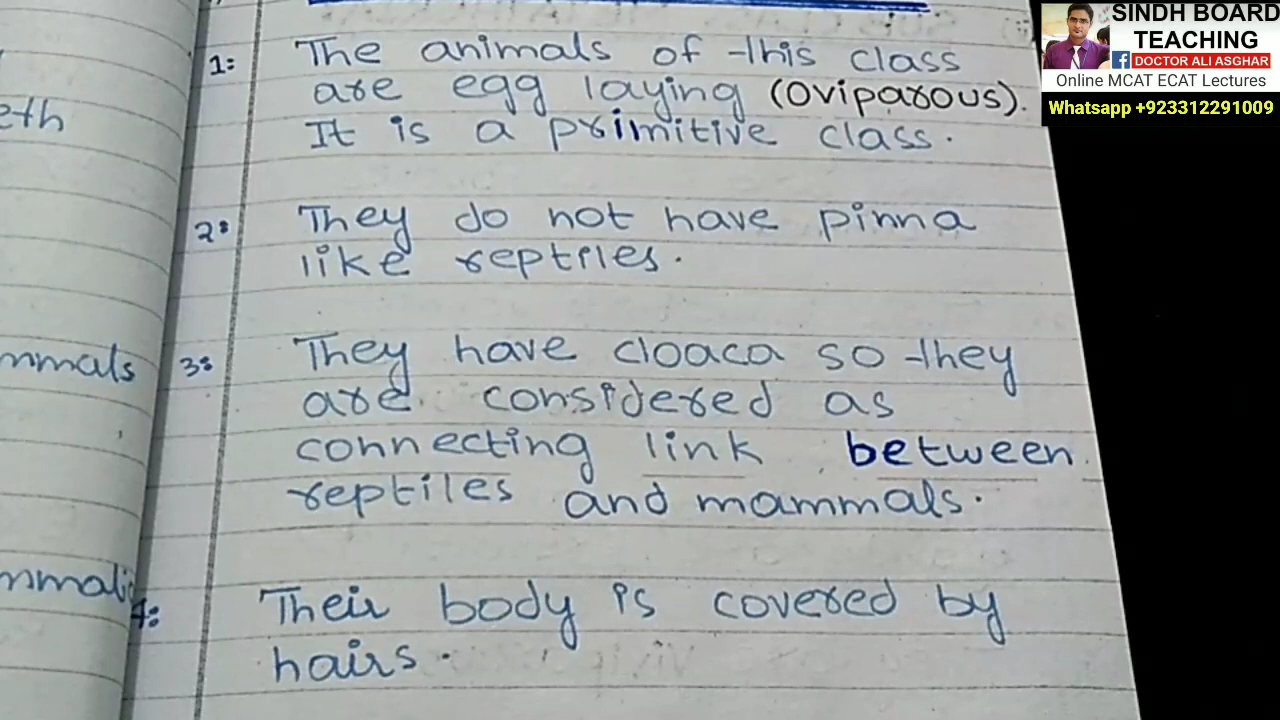 SINDH BOARD
TEACHING
f DOCTOR ALI ASGHAR
Online MCAT ECAT Lectures
Whatsapp +923312291009
1: The animals of this class
are egg laying (Oviparous).
It is a primitive class.
2: They do not have pinna
like reptiles.
3: They have cloaca so they
are considered as
connecting link between
reptiles and mammals.
4: Their body is covered by
hairs.
eth
mmals